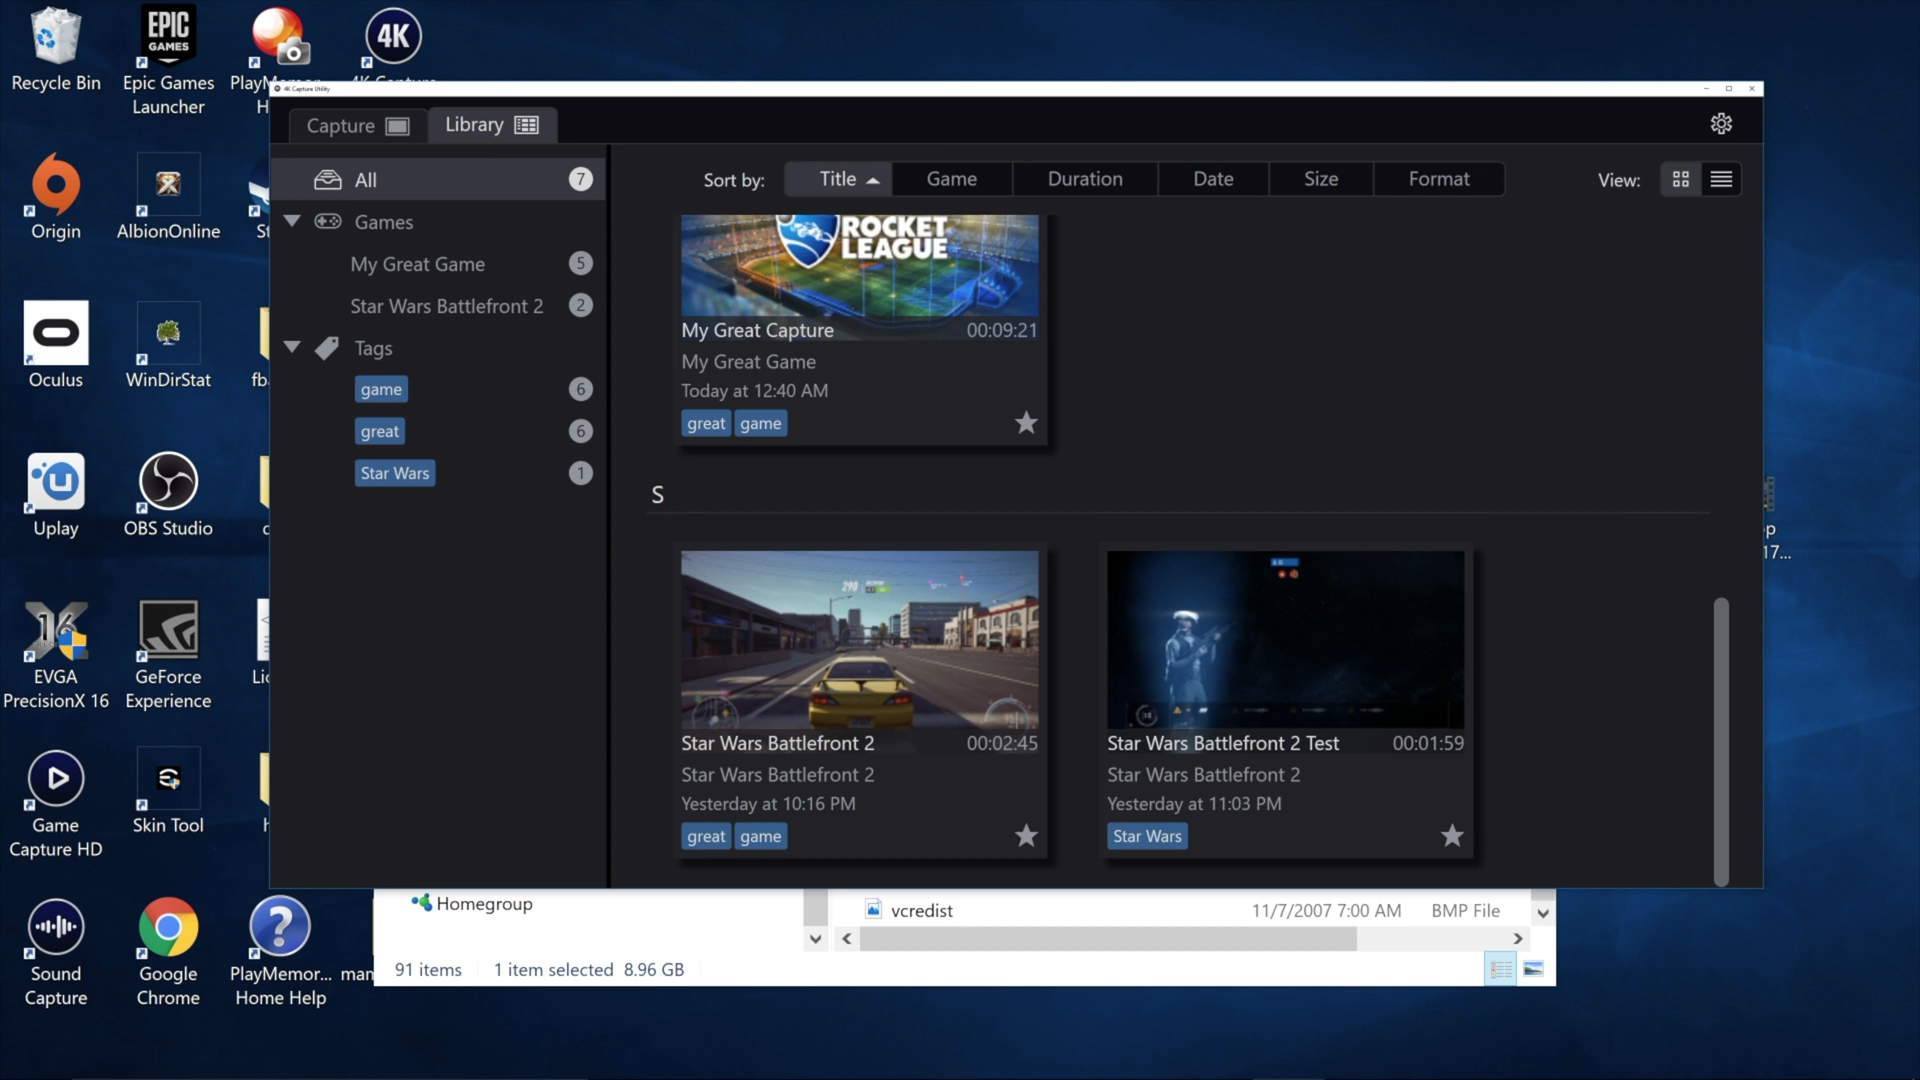 Recycle Bin
Epic Games
Launcher
EPIC
GAMES
4K
Origin
AlbionOnline
Oculus
WinDirStat
Uplay
OBS Studio
EVGA
PrecisionX 16
GeForce
Experience
Game
Capture HD
Skin Tool
Sound
Capture
Google
Chrome
PlayMemor...
Home Help
4K Capture Utility
Capture
Library
All
7
Games
My Great Game
5
Star Wars Battlefront 2
2
Tags
game
6
great
6
Star Wars
1
Sort by:
Title
Game
Duration
Date
Size
Format
View:
ROCKET
LEAGUE
My Great Capture
00:09:21
My Great Game
Today at 12:40 AM
great
game
S
Star Wars Battlefront 2
00:02:45
Star Wars Battlefront 2
Yesterday at 10:16 PM
great
game
Star Wars Battlefront 2 Test
00:01:59
Star Wars Battlefront 2
Yesterday at 11:03 PM
Star Wars
17...
Homegroup
vcredist
11/7/2007 7:00 AM
BMP File
91 items
1 item selected 8.96 GB